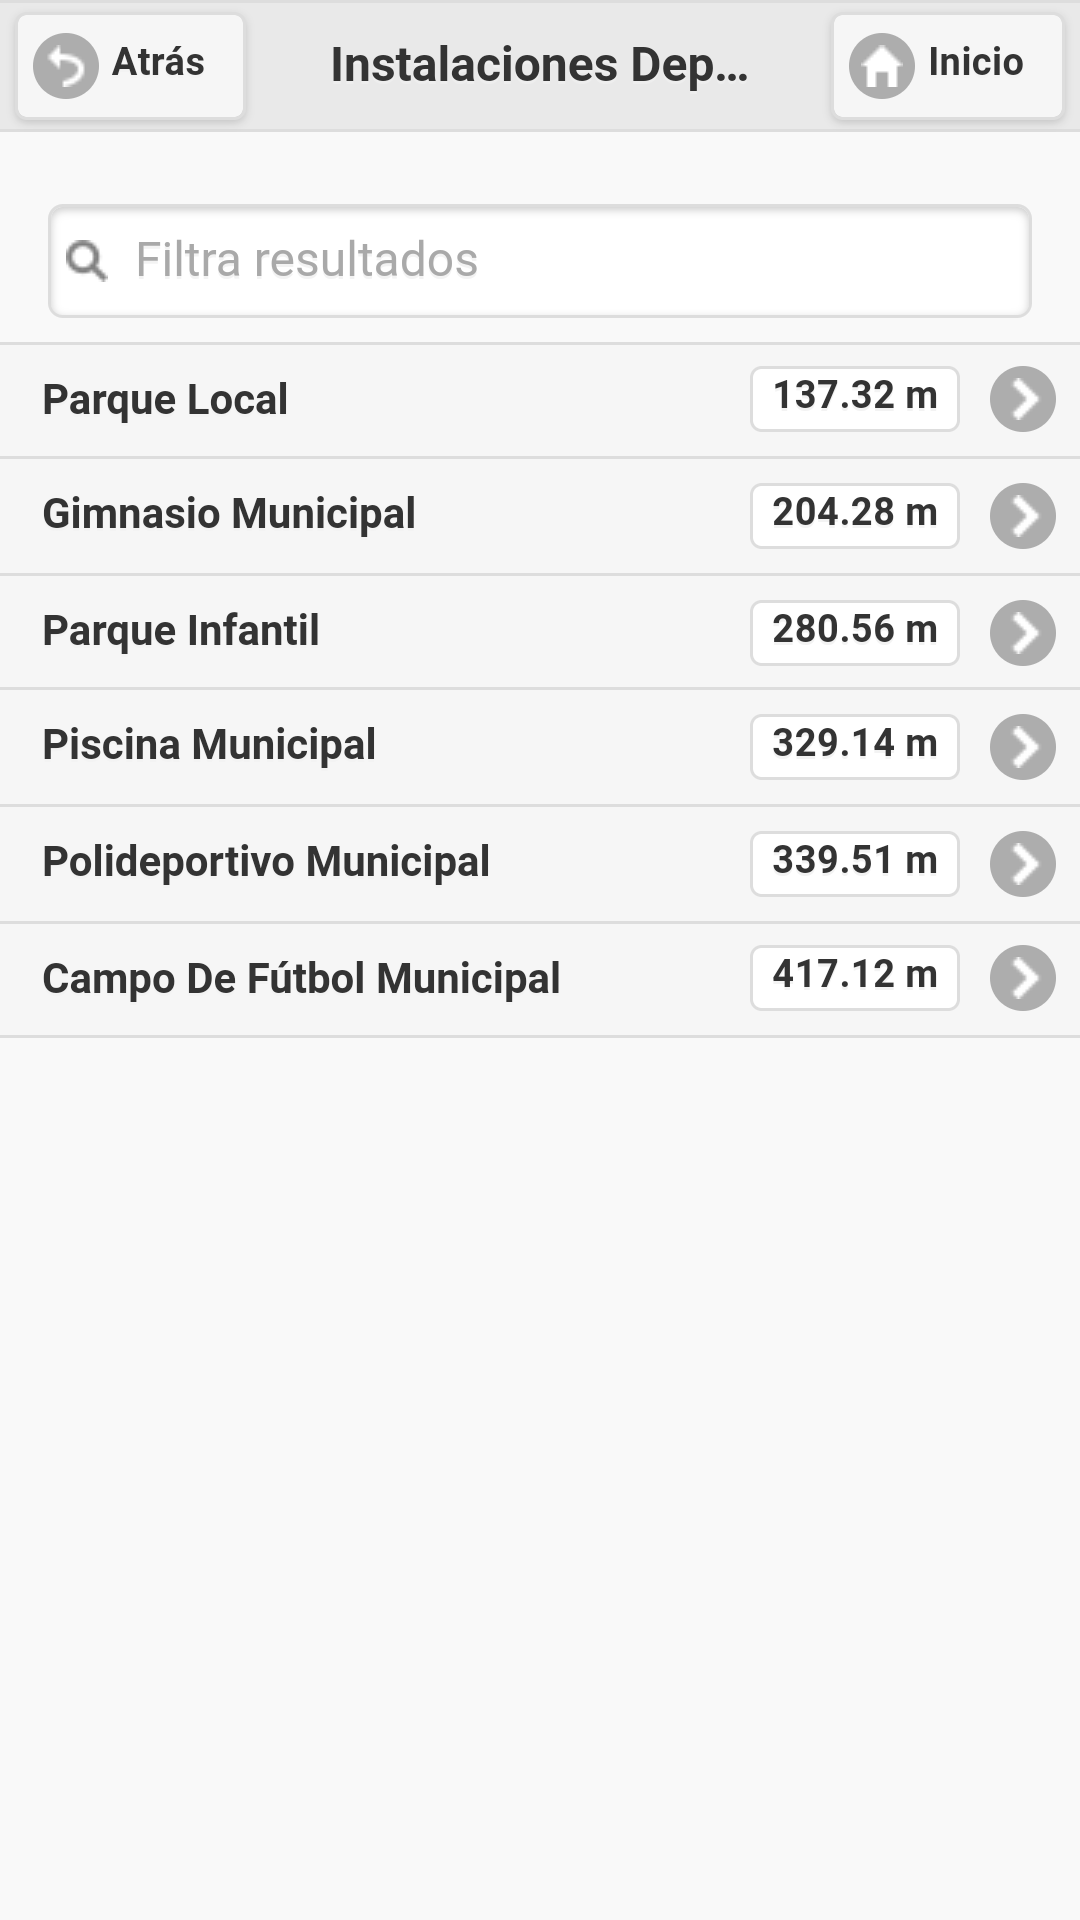 Atrás
Instalaciones Dep...
Inicio
Filtra resultados
Parque Local
137.32 m
Gimnasio Municipal
204.28 m
Parque Infantil
280.56 m
Piscina Municipal
329.14 m
Polideportivo Municipal
339.51 m
Campo De Fútbol Municipal
417.12 m